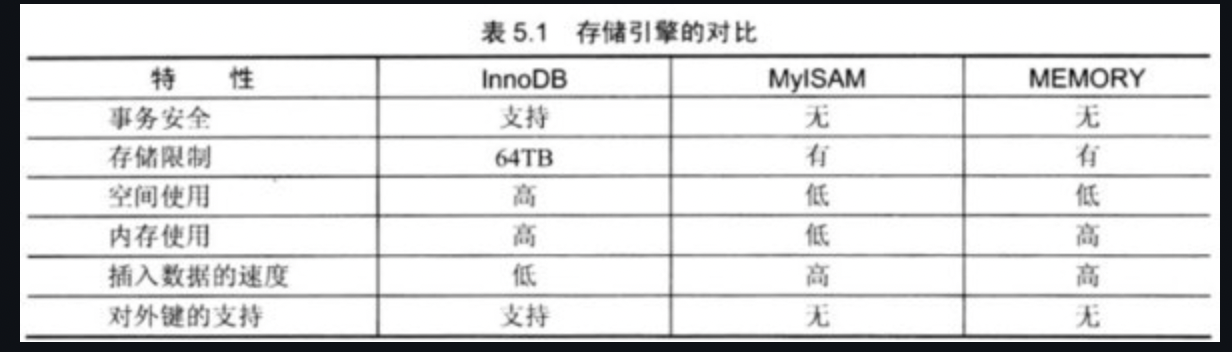 表 5.1 存储引擎的对比
特 性 InnoDB MyISAM MEMORY
事务安全 支持 无 无
存储限制 64TB 有 有
空间使用 高 低 低
内存使用 高 低 高
插入数据的速度 低 高 高
对外键的支持 支持 无 无